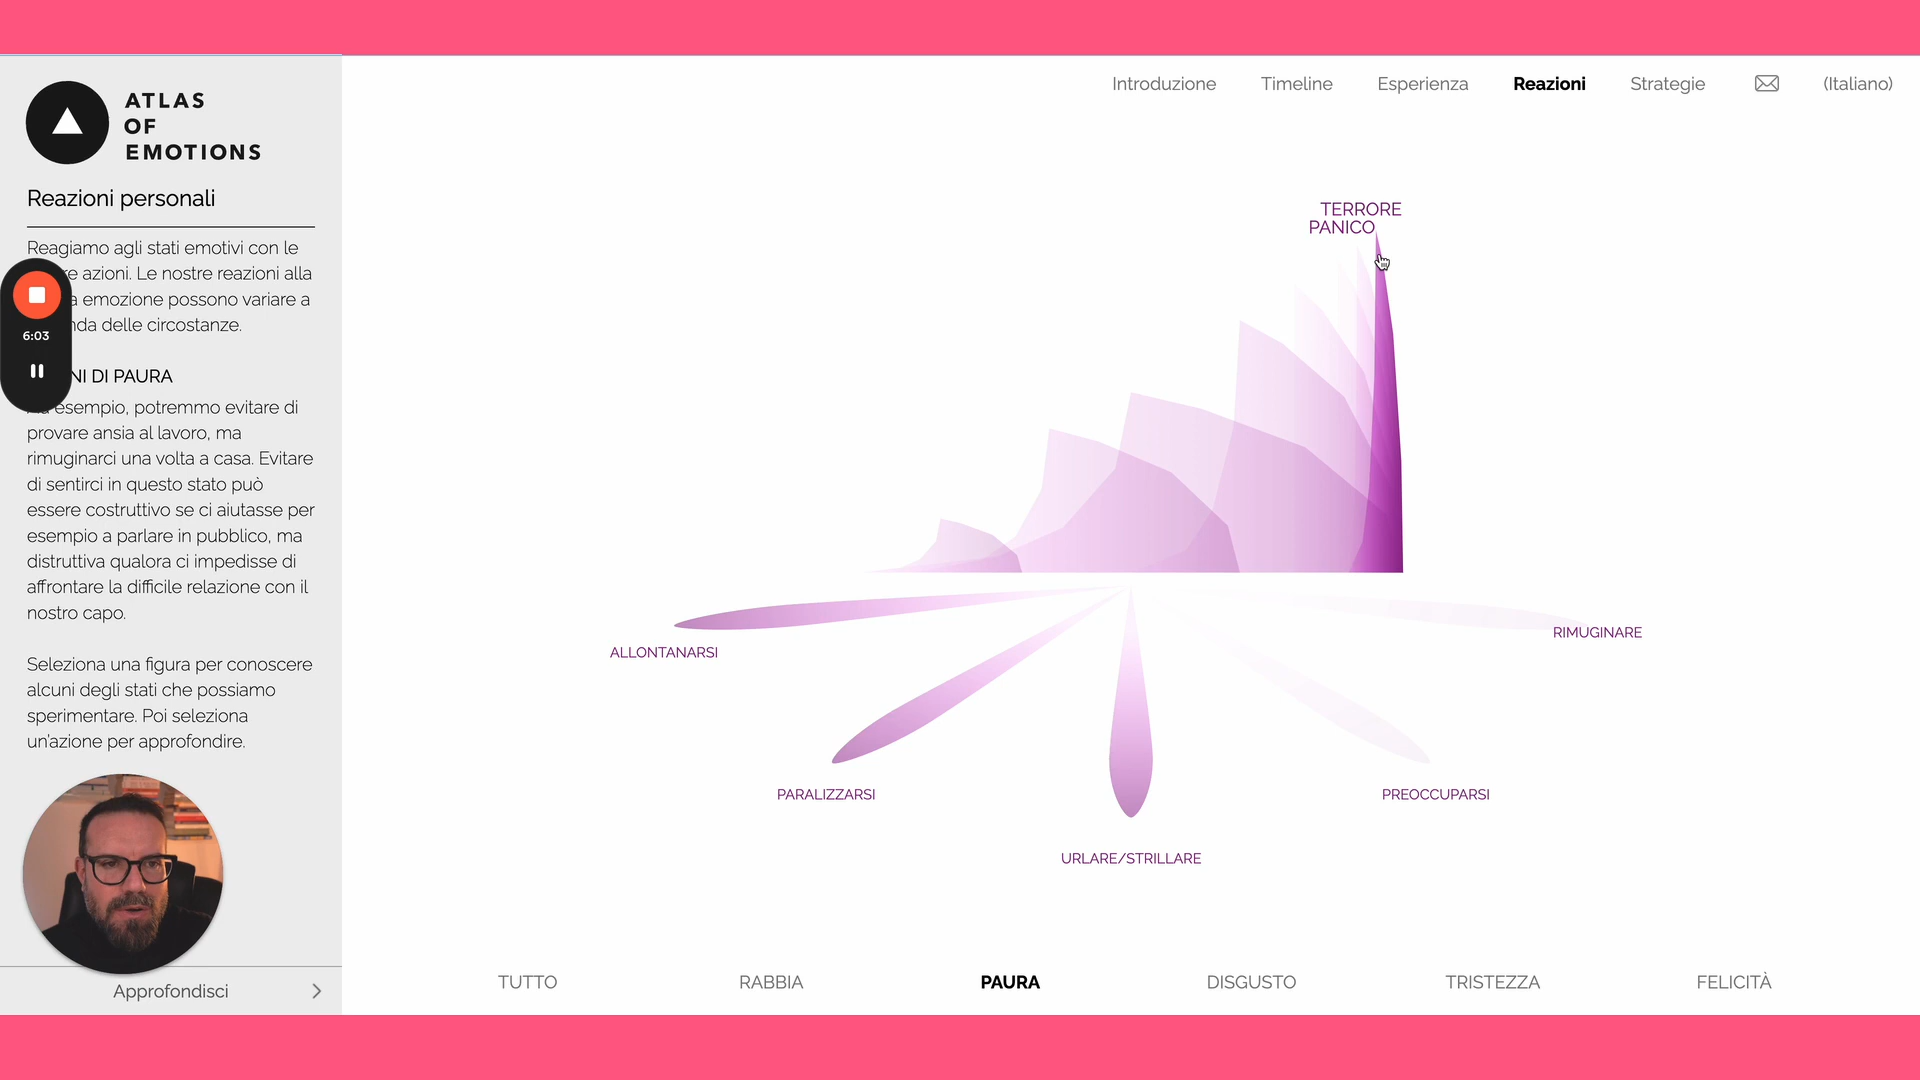 ATLAS
OF
EMOTIONS
Introduzione Timeline Esperienza Reazioni Strategie (Italiano)
Reazioni personali
Reagiamo agli stati emotivi con le
azioni. Le nostre reazioni alla
emozione possono variare a
delle circostanze.
6:03
DI PAURA
esempio, potremmo evitare di
provare ansia al lavoro, ma
rimuginarci una volta a casa. Evitare
di sentirci in questo stato può
essere costruttivo se ci aiutasse per
esempio a parlare in pubblico, ma
distruttiva qualora ci impedisse di
affrontare la difficile relazione con il
nostro capo.
Seleziona una figura per conoscere
alcuni degli stati che possiamo
sperimentare. Poi seleziona
un'azione per approfondire.
Approfondisci
TERRORE
PANICO
ALLONTANARSI
RIMUGINARE
PARALIZZARSI
PREOCCUPARSI
URLARE/STRILLARE
TUTTO RABBIA PAURA DISGUSTO TRISTEZZA FELICITÀ